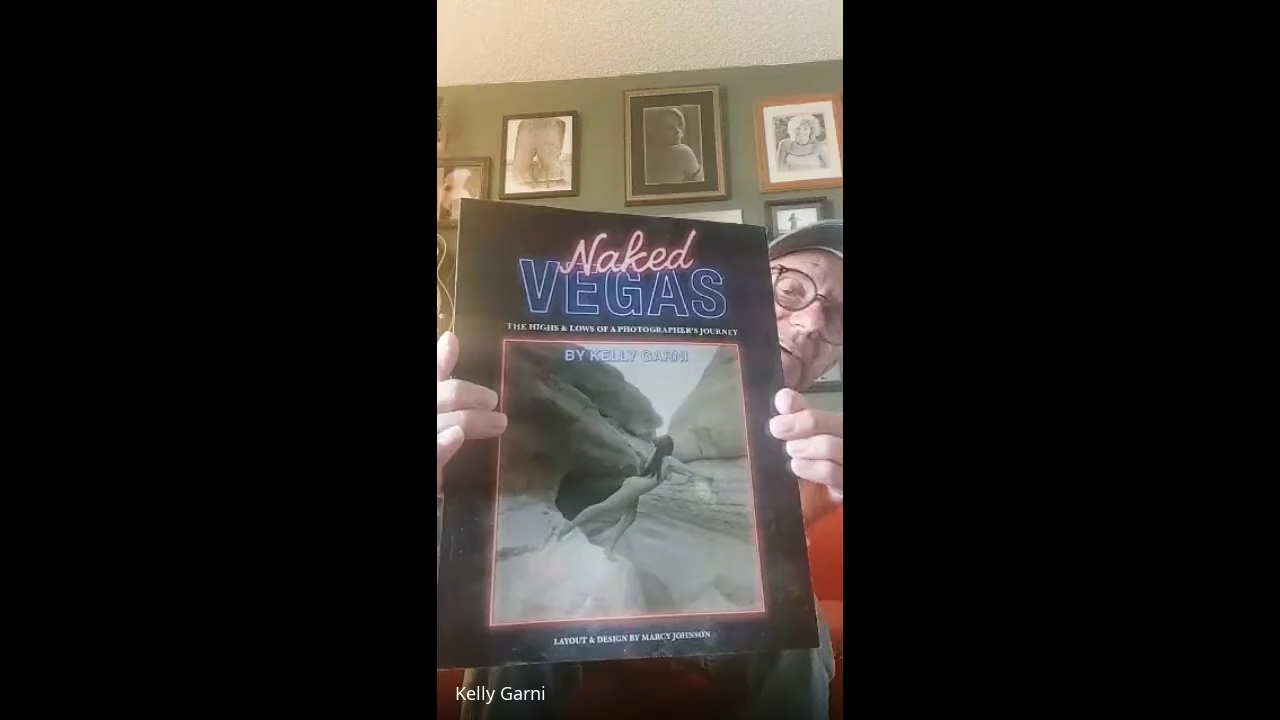 Naked
VEGAS
THE HIGHS & LOWS OF A PHOTOGRAPHER'S JOURNEY
BY KELLY GARNI
LAYOUT & DESIGN BY MARCY JOHNSON
Kelly Garni